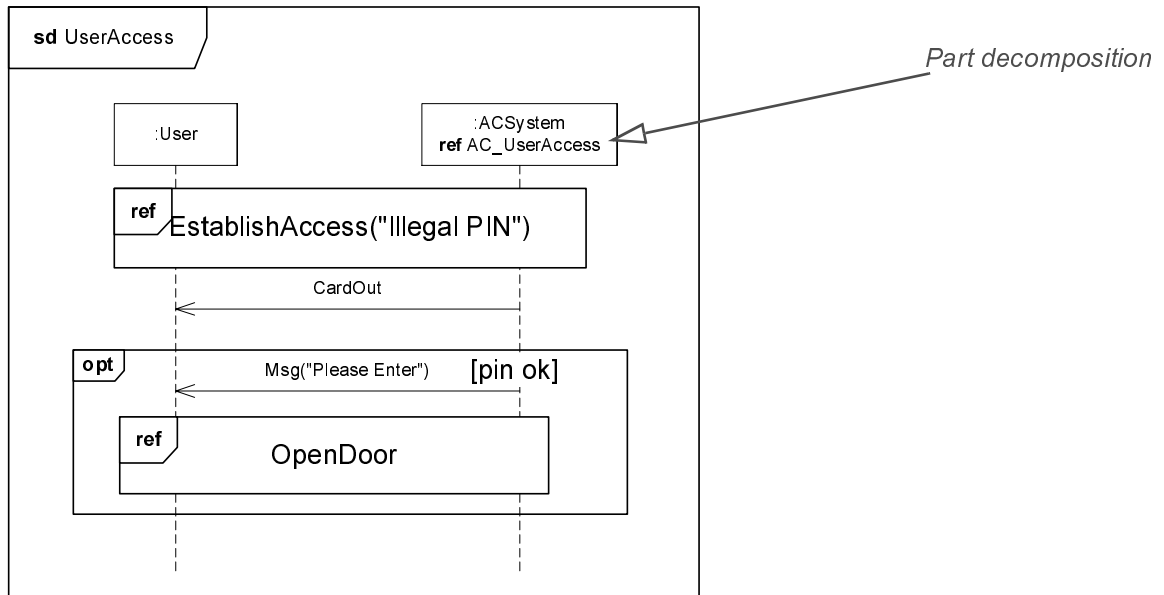 sd UserAccess
Part decomposition
:User
:ACSystem
ref AC_UserAccess
ref
EstablishAccess("Illegal PIN")
CardOut
opt
Msg("Please Enter")
[pin ok]
ref
OpenDoor